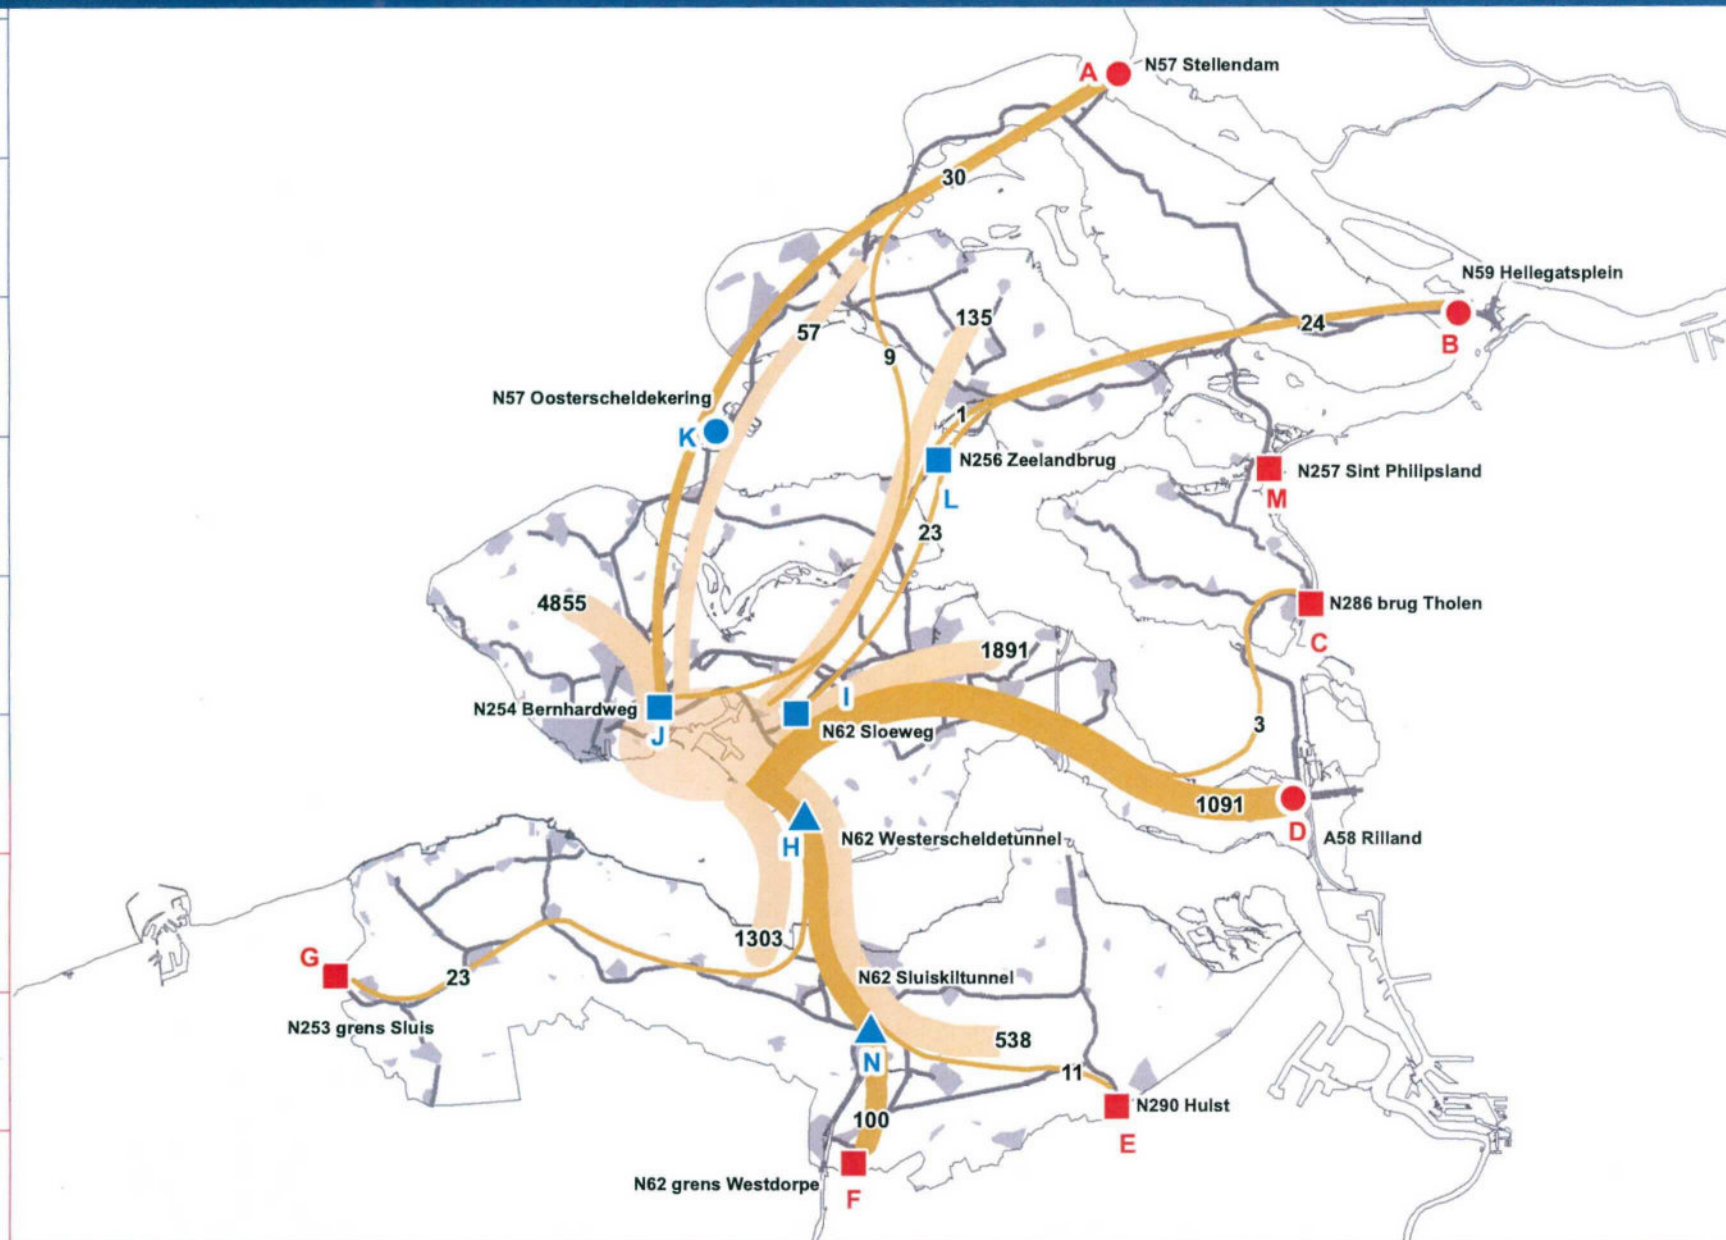 A N57 Stellendam
30
N59 Hellegatsplein
135
24
57
B
9
N57 Oosterscheldekering
1
K
N256 Zeelandbrug
N257 Sint Philipsland
L
M
23
4855
N286 brug Tholen
C
1891
I
N254 Bernhardweg
3
J
N62 Sloeweg
1091
D
N62 Westerscheldetunnel
A58 Rilland
H
1303
G
23
N62 Sluiskiltunnel
N253 grens Sluis
538
N
11
N290 Hulst
100
E
N62 grens Westdorpe
F